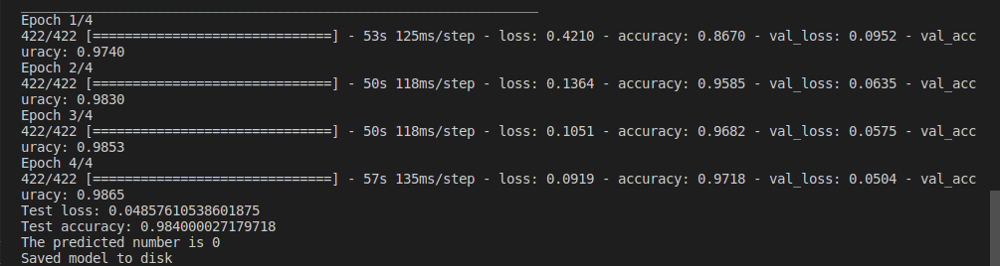 Epoch 1/4
422/422 [==============================] - 53s 125ms/step - loss: 0.4210 - accuracy: 0.8670 - val_loss: 0.0952 - val_acc
uracy: 0.9740
Epoch 2/4
422/422 [==============================] - 50s 118ms/step - loss: 0.1364 - accuracy: 0.9585 - val_loss: 0.0635 - val_acc
uracy: 0.9830
Epoch 3/4
422/422 [==============================] - 50s 118ms/step - loss: 0.1051 - accuracy: 0.9682 - val_loss: 0.0575 - val_acc
uracy: 0.9853
Epoch 4/4
422/422 [==============================] - 57s 135ms/step - loss: 0.0919 - accuracy: 0.9718 - val_loss: 0.0504 - val_acc
uracy: 0.9865
Test loss: 0.04857610538601875
Test accuracy: 0.984000027179718
The predicted number is 0
Saved model to disk